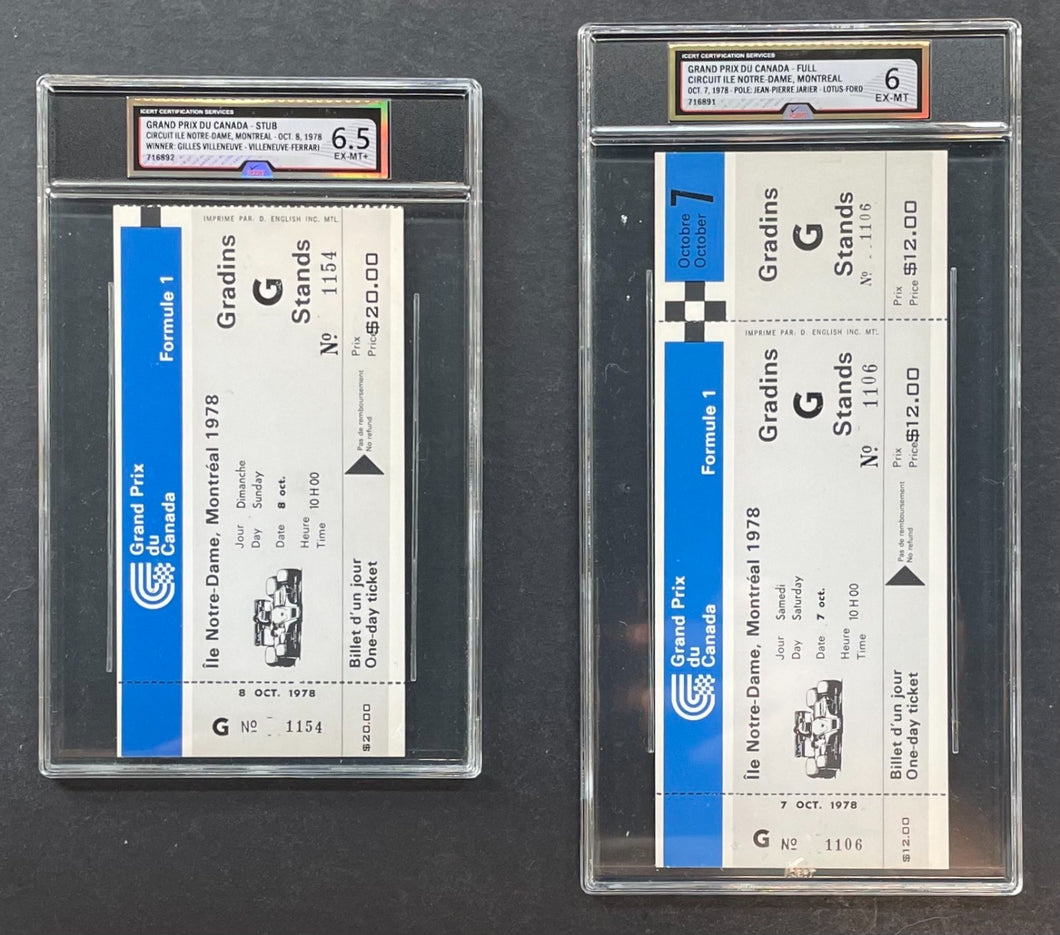 ICERT CERTIFICATION SERVICES
GRAND PRIX DU CANADA - STUB
CIRCUIT ILE NOTRE-DAME, MONTREAL - OCT. 8, 1978
WINNER: GILLES VILLENEUVE - VILLENEUVE-FERRARI
716892
6.5
EX-MT+
ICERT
IMPRIME PAR: D. ENGLISH INC. MTL.
Grand Prix
du
Canada
Formule 1
Île Notre-Dame, Montréal 1978
Gradins
G
Stands
Nº 1154
Jour Dimanche
Day Sunday
Date 8 oct.
Heure 10 H 00
Time
Billet d'un jour
One-day ticket
Pas de remboursement
No refund
Prix
Price $20.00
8 OCT. 1978
G Nº 1154
$20.00
ICERT CERTIFICATION SERVICES
GRAND PRIX DU CANADA - FULL
CIRCUIT ILE NOTRE-DAME, MONTREAL
OCT. 7, 1978 - POLE: JEAN-PIERRE JARIER - LOTUS-FORD
716891
6
EX-MT
ICERT
Octobre
October
7
Gradins
G
Stands
Nº 1106
Prix
Price $12.00
IMPRIME PAR: D. ENGLISH INC. MTL.
Grand Prix
du
Canada
Formule 1
Île Notre-Dame, Montréal 1978
Gradins
G
Stands
Nº 1106
Jour Samedi
Day Saturday
Date 7 oct.
Heure 10 H 00
Time
Billet d'un jour
One-day ticket
Pas de remboursement
No refund
Prix
Price $12.00
7 OCT. 1978
G Nº 1106
$12.00